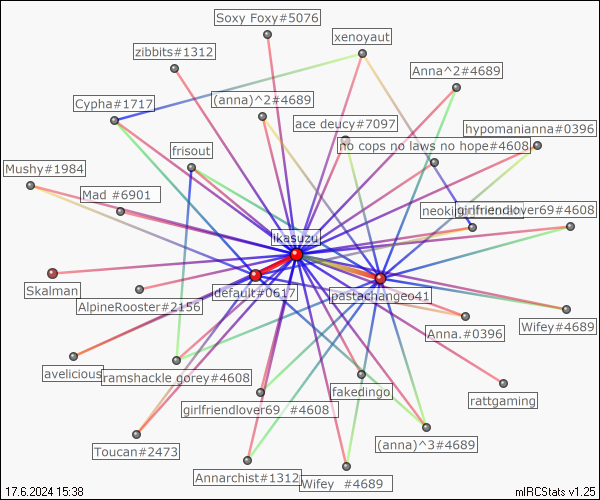 Soxy Foxy#5076
xenoyaut
zibbits#1312
Anna^2#4689
Cypha#1717
(anna)^2#4689
ace deucy#7097
hypomanianna#0396
no cops no laws no hope#4608
frisout
Mushy#1984
Mad #6901
girlfriendlover69#4608
ikasuzu
Skalman
default#0617
pastachangeo41
AlpineRooster#2156
Anna.#0396
Wifey#4689
avelicious
ramshackle gorey#4608
fakedingo
rattgaming
girlfriendlover69 #4608
Toucan#2473
(anna)^3#4689
Annarchist#1312
Wifey #4689
17.6.2024 15:38
mIRCStats v1.25